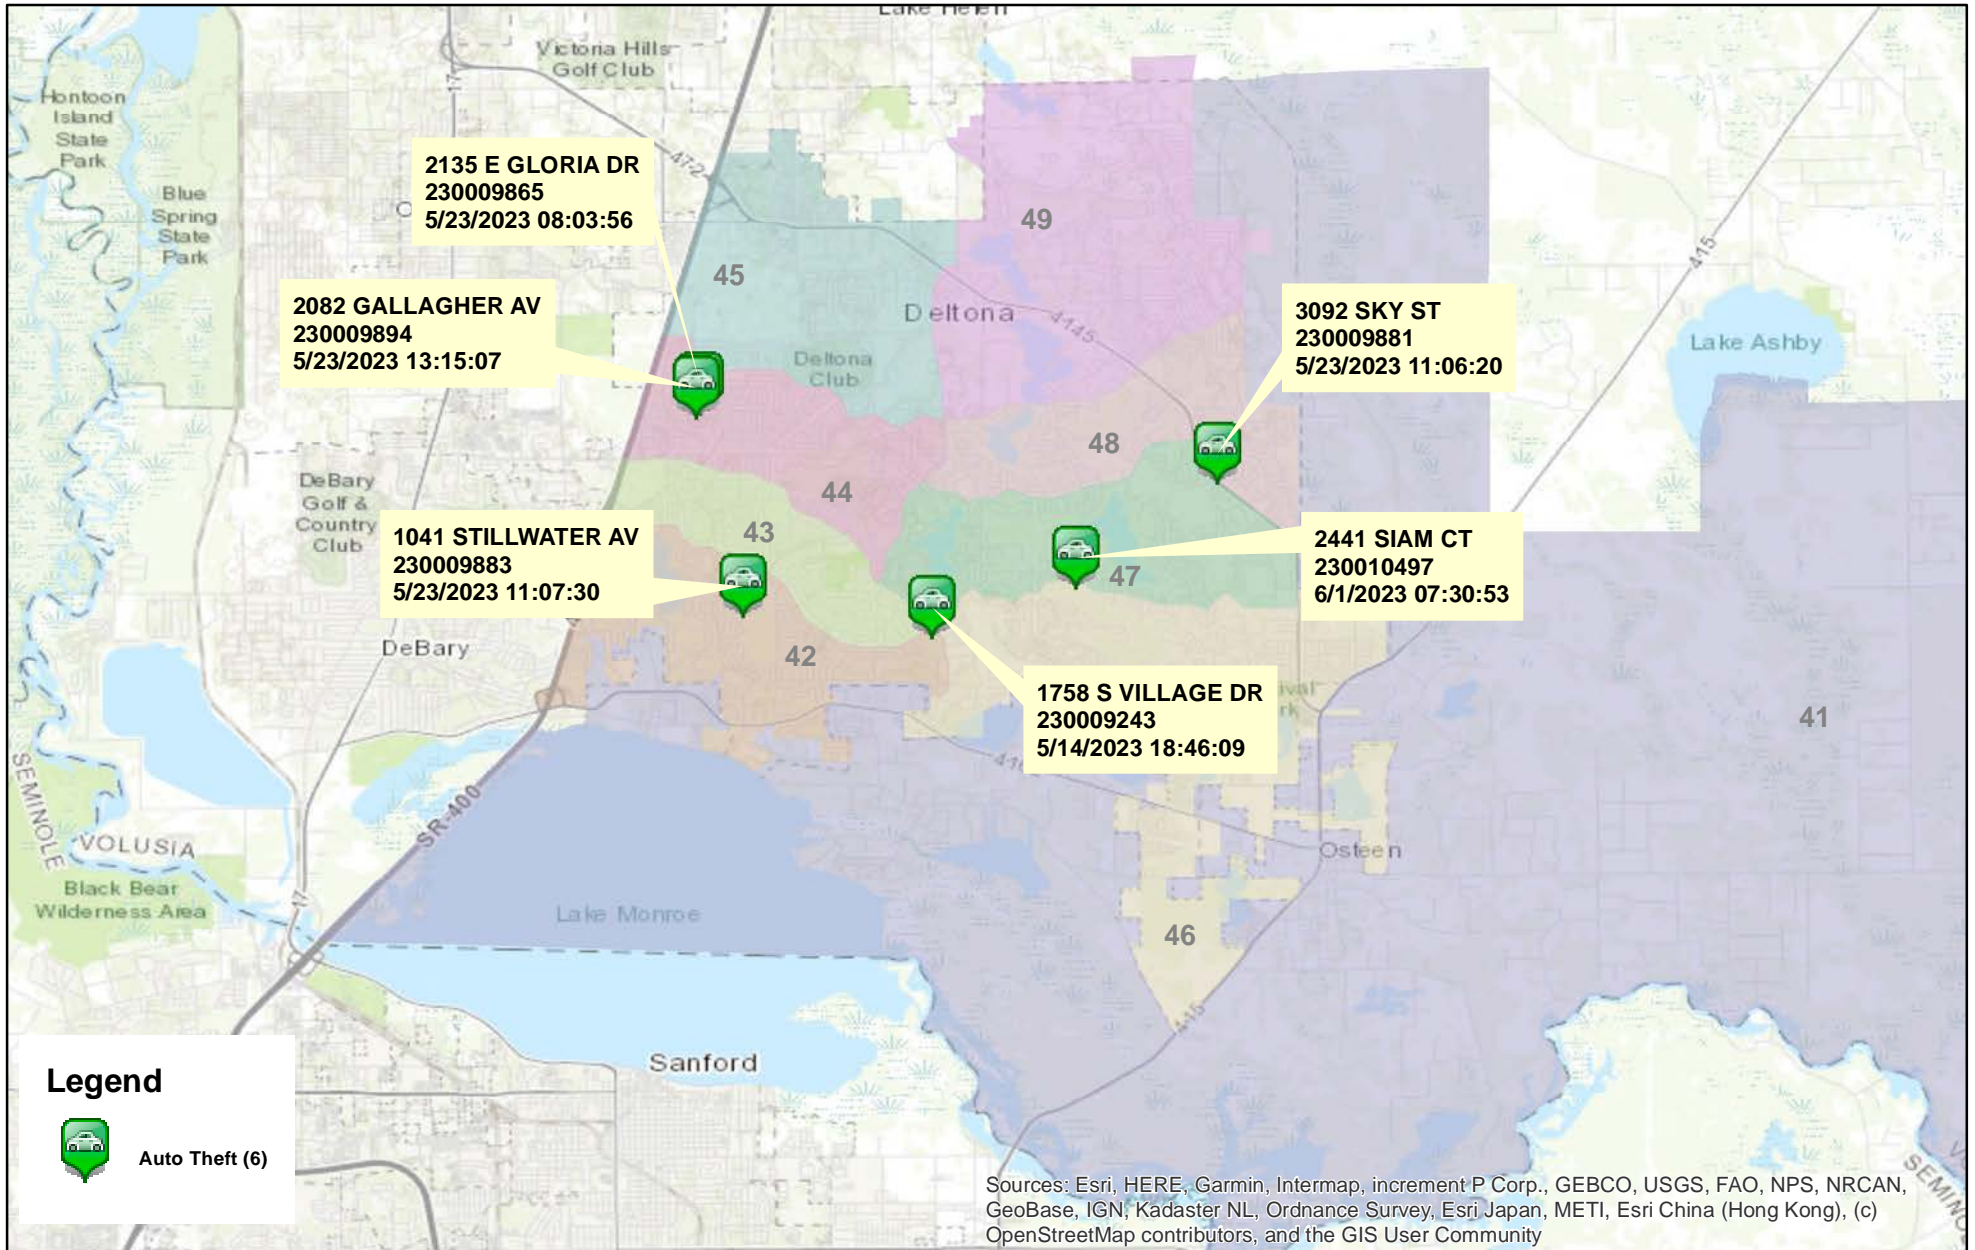 Lake Helen
Victoria Hills
Golf Club
17
Hontoon
Island
State
Park
472
2135 E GLORIA DR
230009865
5/23/2023 08:03:56
Blue
Spring
State
Park
49
415
45
2082 GALLAGHER AV
230009894
5/23/2023 13:15:07
Deltona
4145
3092 SKY ST
230009881
5/23/2023 11:06:20
Lake Ashby
Deltona
Club
48
DeBary
Golf &
Country
Club
44
43
1041 STILLWATER AV
230009883
5/23/2023 11:07:30
2441 SIAM CT
230010497
6/1/2023 07:30:53
47
DeBary
42
1758 S VILLAGE DR
230009243
5/14/2023 18:46:09
41
SEMINOLE
VOLUSIA
SR-400
Osteen
Black Bear
Wilderness Area
17
Lake Monroe
46
415
Sanford
Legend
Auto Theft (6)
Sources: Esri, HERE, Garmin, Intermap, increment P Corp., GEBCO, USGS, FAO, NPS, NRCAN,
GeoBase, IGN, Kadaster NL, Ordnance Survey, Esri Japan, METI, Esri China (Hong Kong), (c)
OpenStreetMap contributors, and the GIS User Community